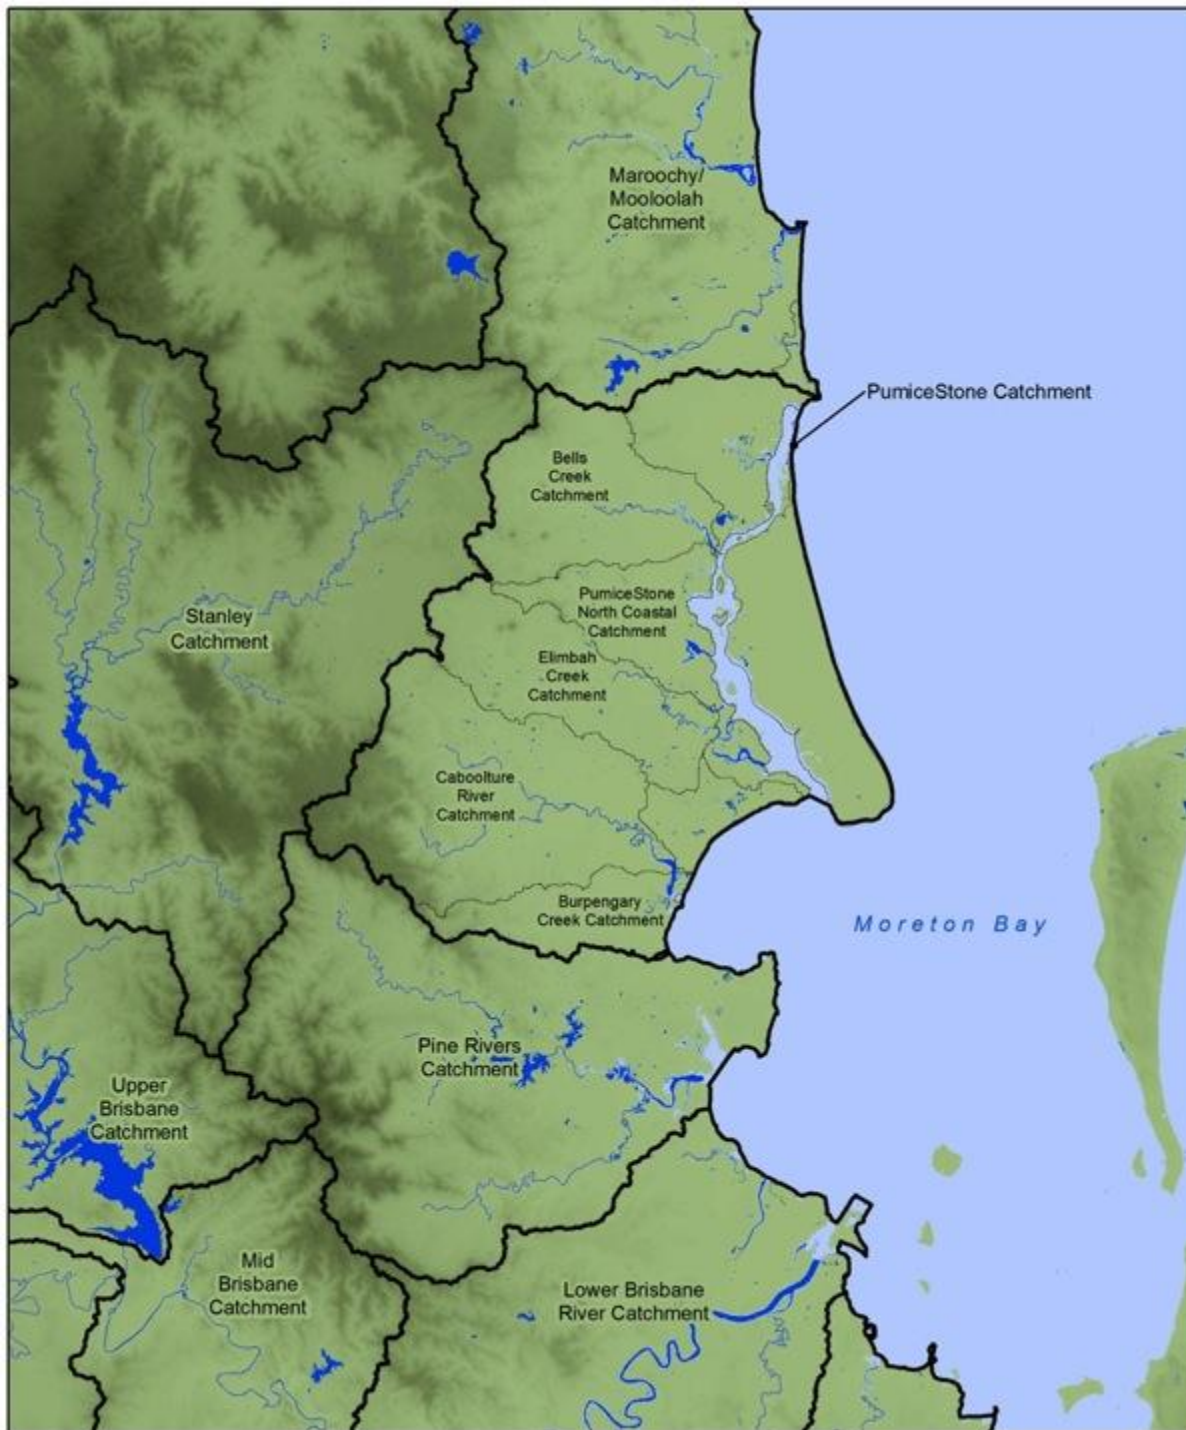 Maroochy/
Mooloolah
Catchment
PumiceStone Catchment
Bells
Creek
Catchment
PumiceStone
North Coastal
Catchment
Stanley
Catchment
Elimbah
Creek
Catchment
Caboolture
River
Catchment
Burpengary
Creek Catchment
Moreton Bay
Pine Rivers
Catchment
Upper
Brisbane
Catchment
Mid
Brisbane
Catchment
Lower Brisbane
River Catchment